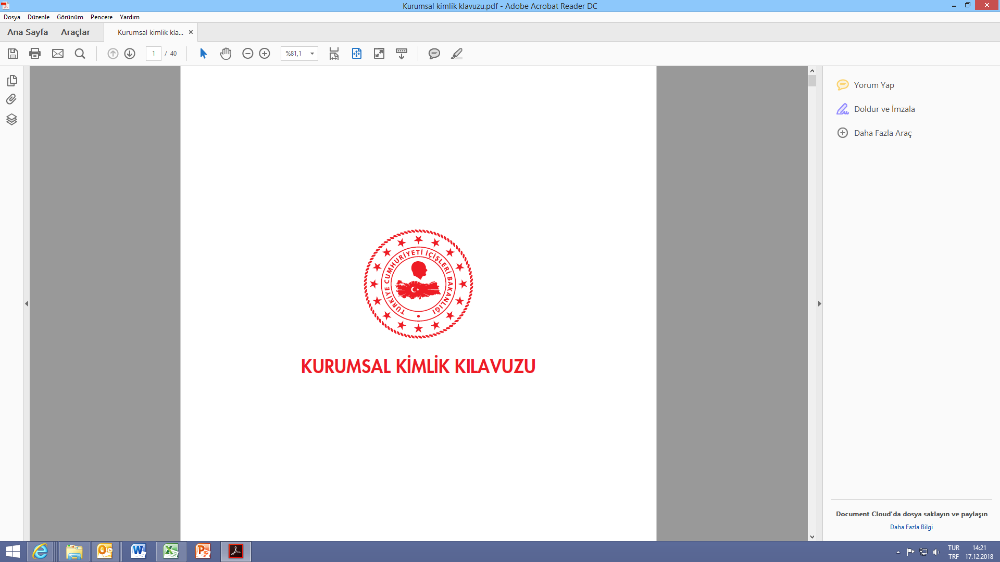 Kurumsal kimlik klavuzu.pdf - Adobe Acrobat Reader DC
Dosya Düzenle Görünüm Pencere Yardım
Ana Sayfa Araçlar Kurumsal kimlik kla... ×
1 / 40 %81,1
Yorum Yap
Doldur ve İmzala
Daha Fazla Araç
TÜRKİYE CUMHURİYETİ İÇİŞLERİ BAKANLIĞI
KURUMSAL KİMLİK KILAVUZU
Document Cloud'da dosya saklayın ve paylaşın
Daha Fazla Bilgi
TUR 14:21
TRF 17.12.2018